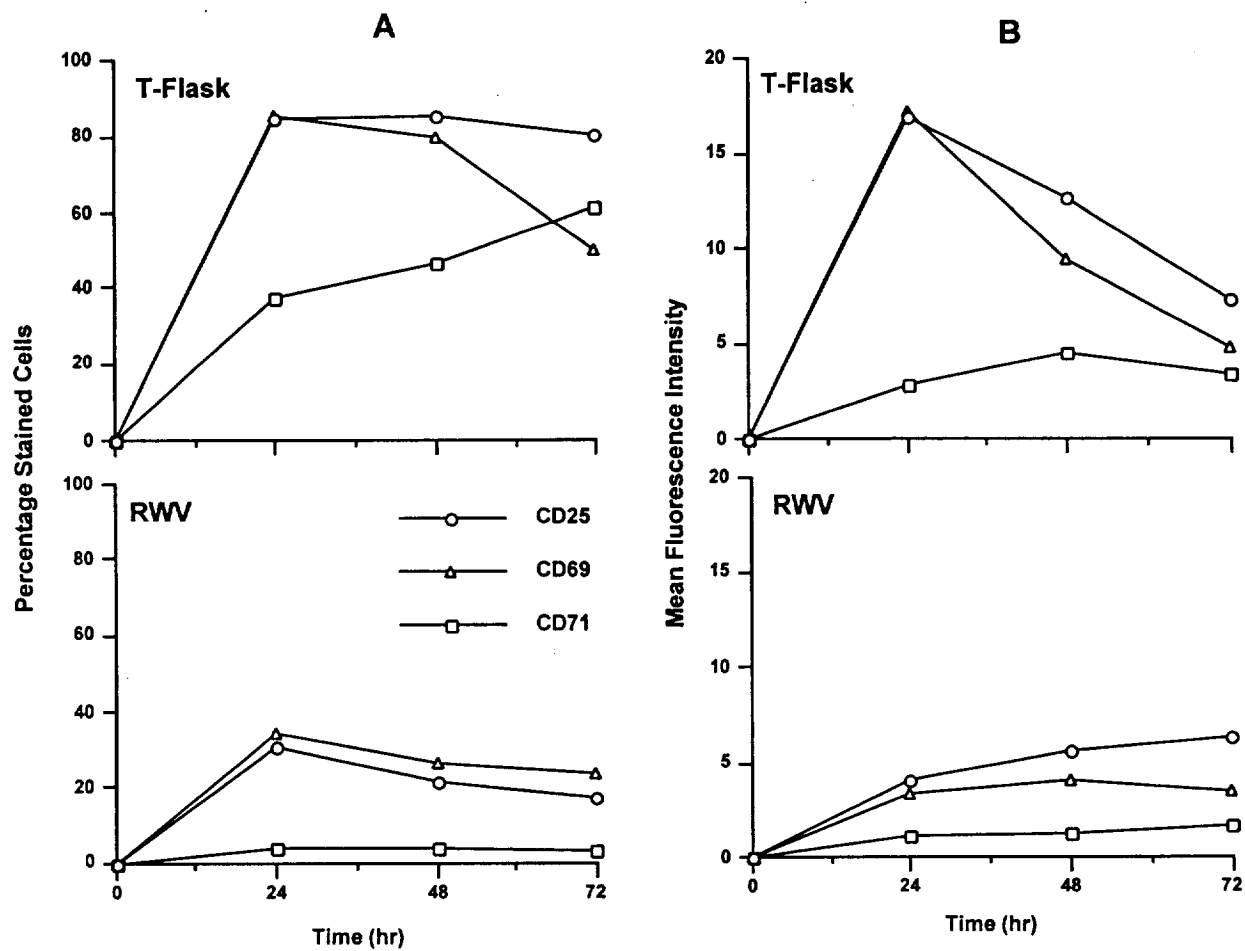 A
B
100
80
60
40
20
0
T-Flask
20
15
10
5
0
T-Flask
Percentage Stained Cells
Mean Fluorescence Intensity
100
80
60
40
20
0
RWV
CD25
CD69
CD71
0
24
48
72
Time (hr)
20
15
10
5
0
RWV
0
24
48
72
Time (hr)